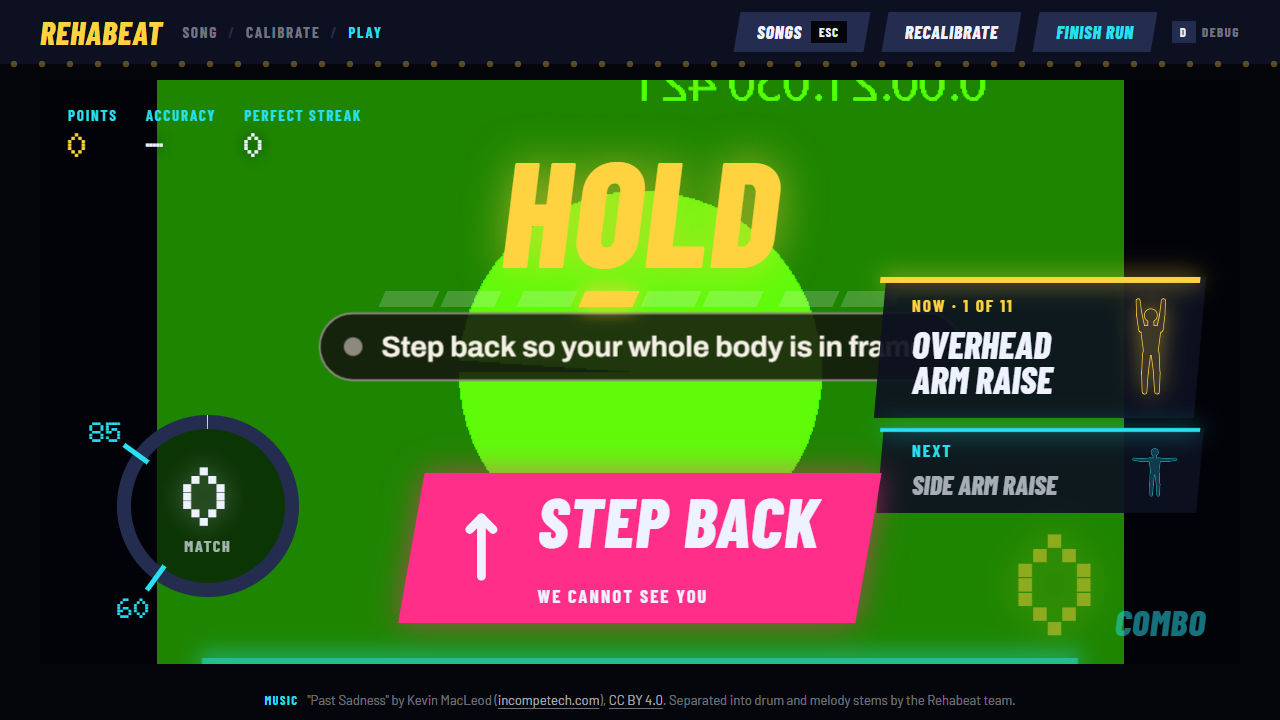 REHABEAT SONG / CALIBRATE / PLAY SONGS ESC RECALIBRATE FINISH RUN D DEBUG
POINTS ACCURACY PERFECT STREAK
0 — 0
HOLD
Step back so your whole body is in
NOW · 1 OF 11
OVERHEAD
ARM RAISE
NEXT
SIDE ARM RAISE
85
0
MATCH
60
STEP BACK
WE CANNOT SEE YOU
0 COMBO
MUSIC "Past Sadness" by Kevin MacLeod (incompetech.com), CC BY 4.0. Separated into drum and melody stems by the Rehabeat team.